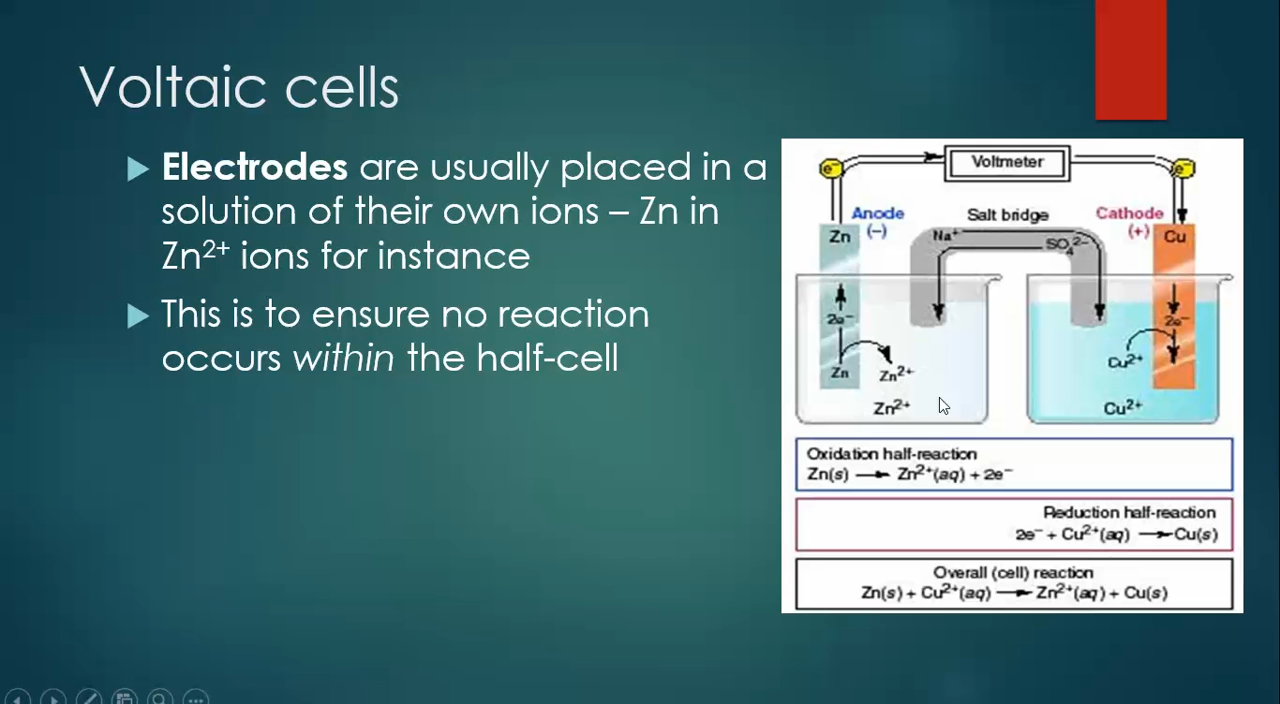 Voltaic cells
Electrodes are usually placed in a
solution of their own ions – Zn in
Zn²⁺ ions for instance
This is to ensure no reaction
occurs within the half-cell
e⁻
Voltmeter
e⁻
Anode
(–)
Salt bridge
Cathode
(+)
Zn
Na⁺
SO₄²⁻
Cu
2e⁻
Zn
Zn²⁺
Zn²⁺
2e⁻
Cu²⁺
Cu²⁺
Oxidation half-reaction
Zn(s) → Zn²⁺(aq) + 2e⁻
Reduction half-reaction
2e⁻ + Cu²⁺(aq) → Cu(s)
Overall (cell) reaction
Zn(s) + Cu²⁺(aq) → Zn²⁺(aq) + Cu(s)